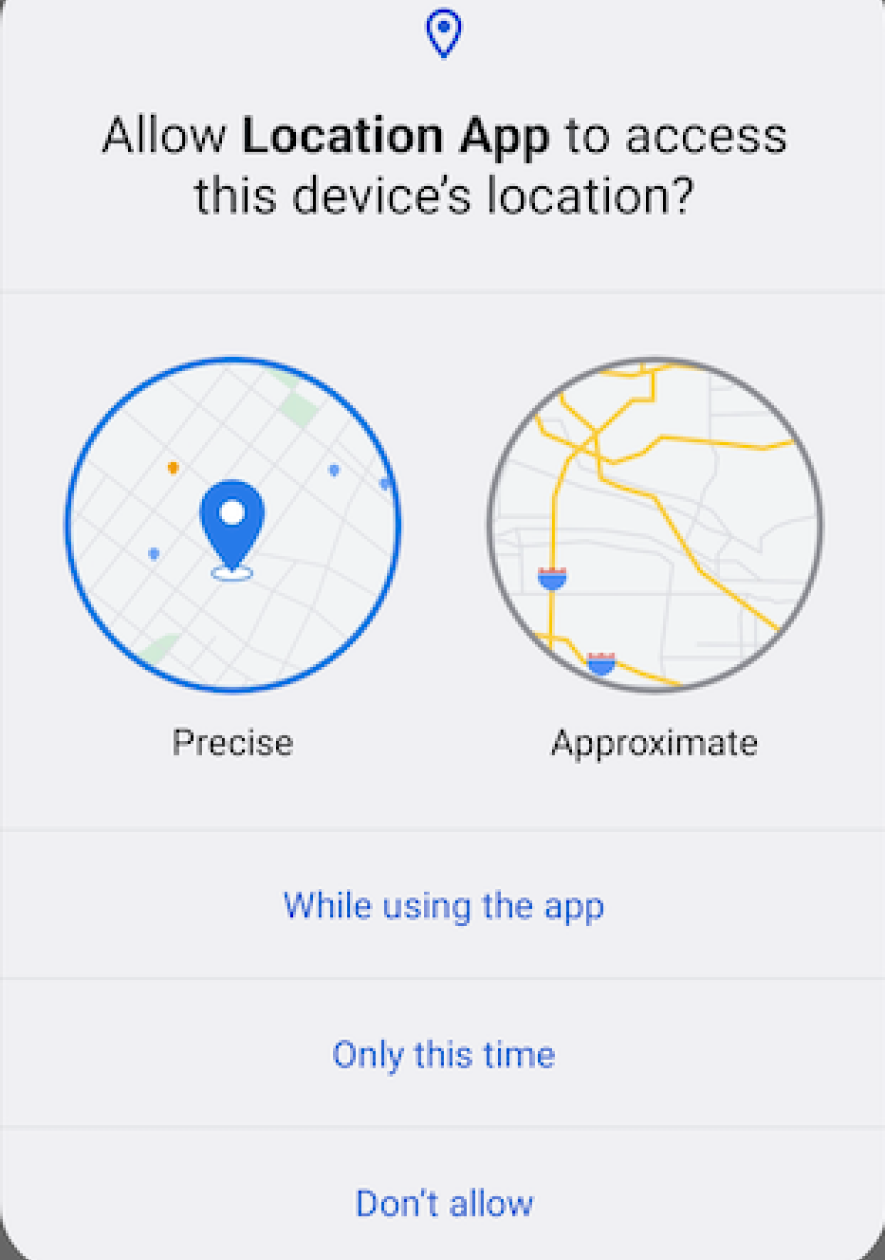 Allow Location App to access
this device’s location?
Precise
Approximate
While using the app
Only this time
Don’t allow